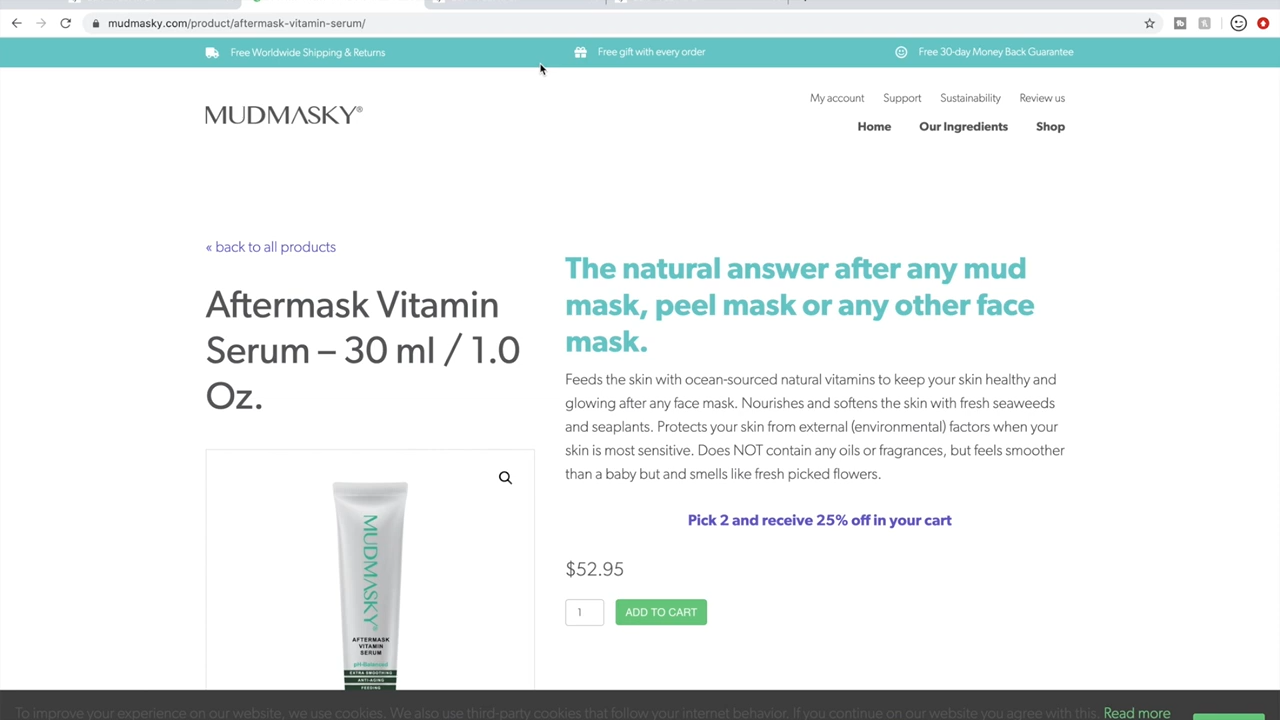 mudmasky.com/product/aftermask-vitamin-serum/
Free Worldwide Shipping & Returns
Free gift with every order
Free 30-day Money Back Guarantee
My account Support Sustainability Review us
MUDMASKY®
Home Our Ingredients Shop
« back to all products
Aftermask Vitamin
Serum – 30 ml / 1.0
Oz.
The natural answer after any mud
mask, peel mask or any other face
mask.
Feeds the skin with ocean-sourced natural vitamins to keep your skin healthy and
glowing after any face mask. Nourishes and softens the skin with fresh seaweeds
and seaplants. Protects your skin from external (environmental) factors when your
skin is most sensitive. Does NOT contain any oils or fragrances, but feels smoother
than a baby but and smells like fresh picked flowers.
Pick 2 and receive 25% off in your cart
$52.95
1 ADD TO CART
MUDMASKY
AFTERMASK
VITAMIN
SERUM
pH-Balanced
EXTRA SMOOTHING
ANTI-AGING
FEEDING
To improve your experience on our website, we use cookies. We also use third-party cookies that follow your internet behavior. If you continue on our website you agree with this. Read more